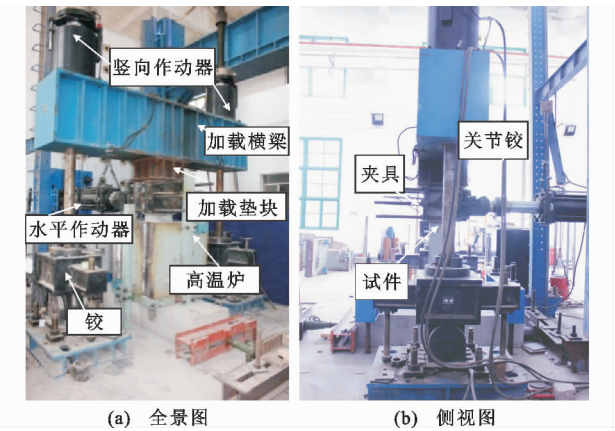 竖向作动器
加载横梁
加载垫块
水平作动器
高温炉
铰
关节铰
夹具
试件
(a) 全景图
(b) 侧视图